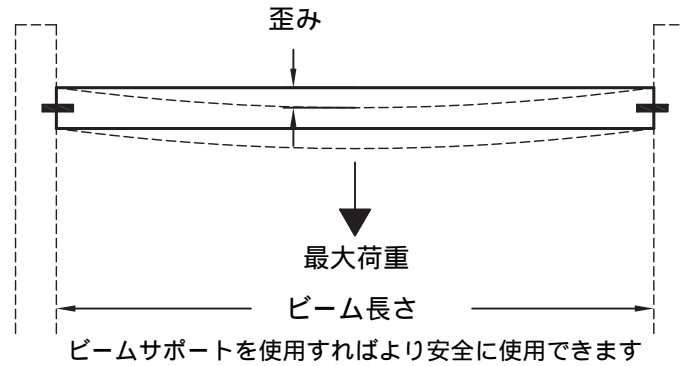 歪み
最大荷重
ビーム長さ
ビームサポートを使用すればより安全に使用できます